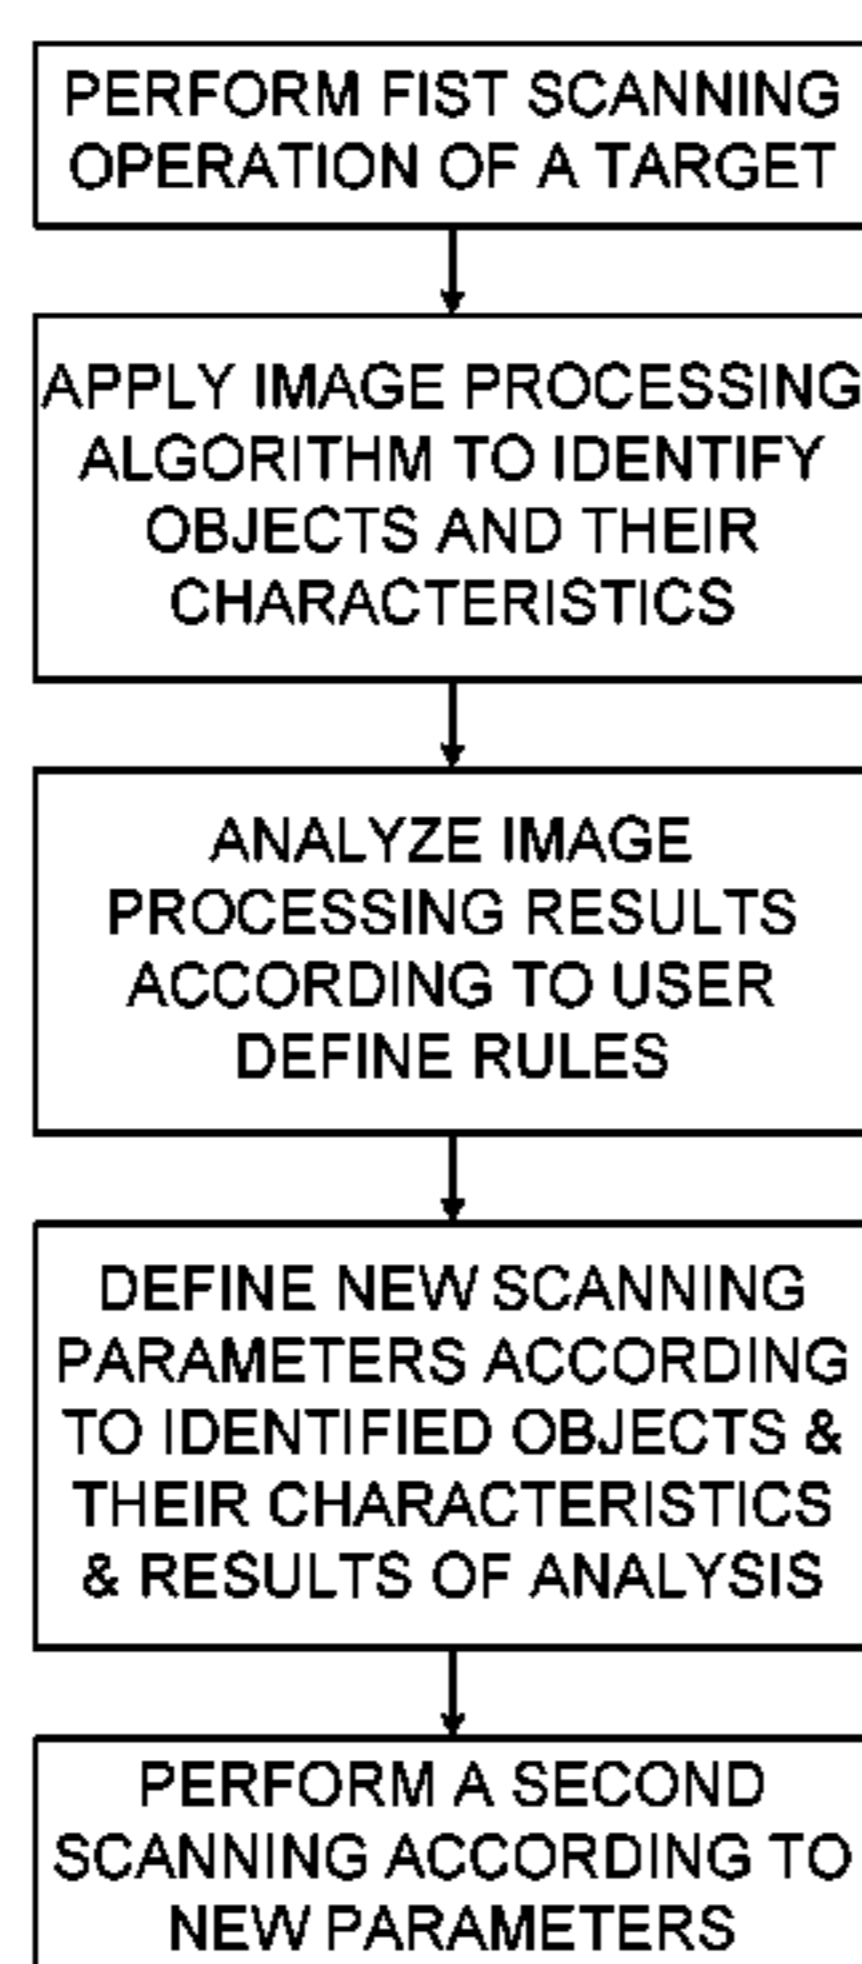 PERFORM FIST SCANNING
OPERATION OF A TARGET
APPLY IMAGE PROCESSING
ALGORITHM TO IDENTIFY
OBJECTS AND THEIR
CHARACTERISTICS
ANALYZE IMAGE
PROCESSING RESULTS
ACCORDING TO USER
DEFINE RULES
DEFINE NEW SCANNING
PARAMETERS ACCORDING
TO IDENTIFIED OBJECTS &
THEIR CHARACTERISTICS
& RESULTS OF ANALYSIS
PERFORM A SECOND
SCANNING ACCORDING TO
NEW PARAMETERS